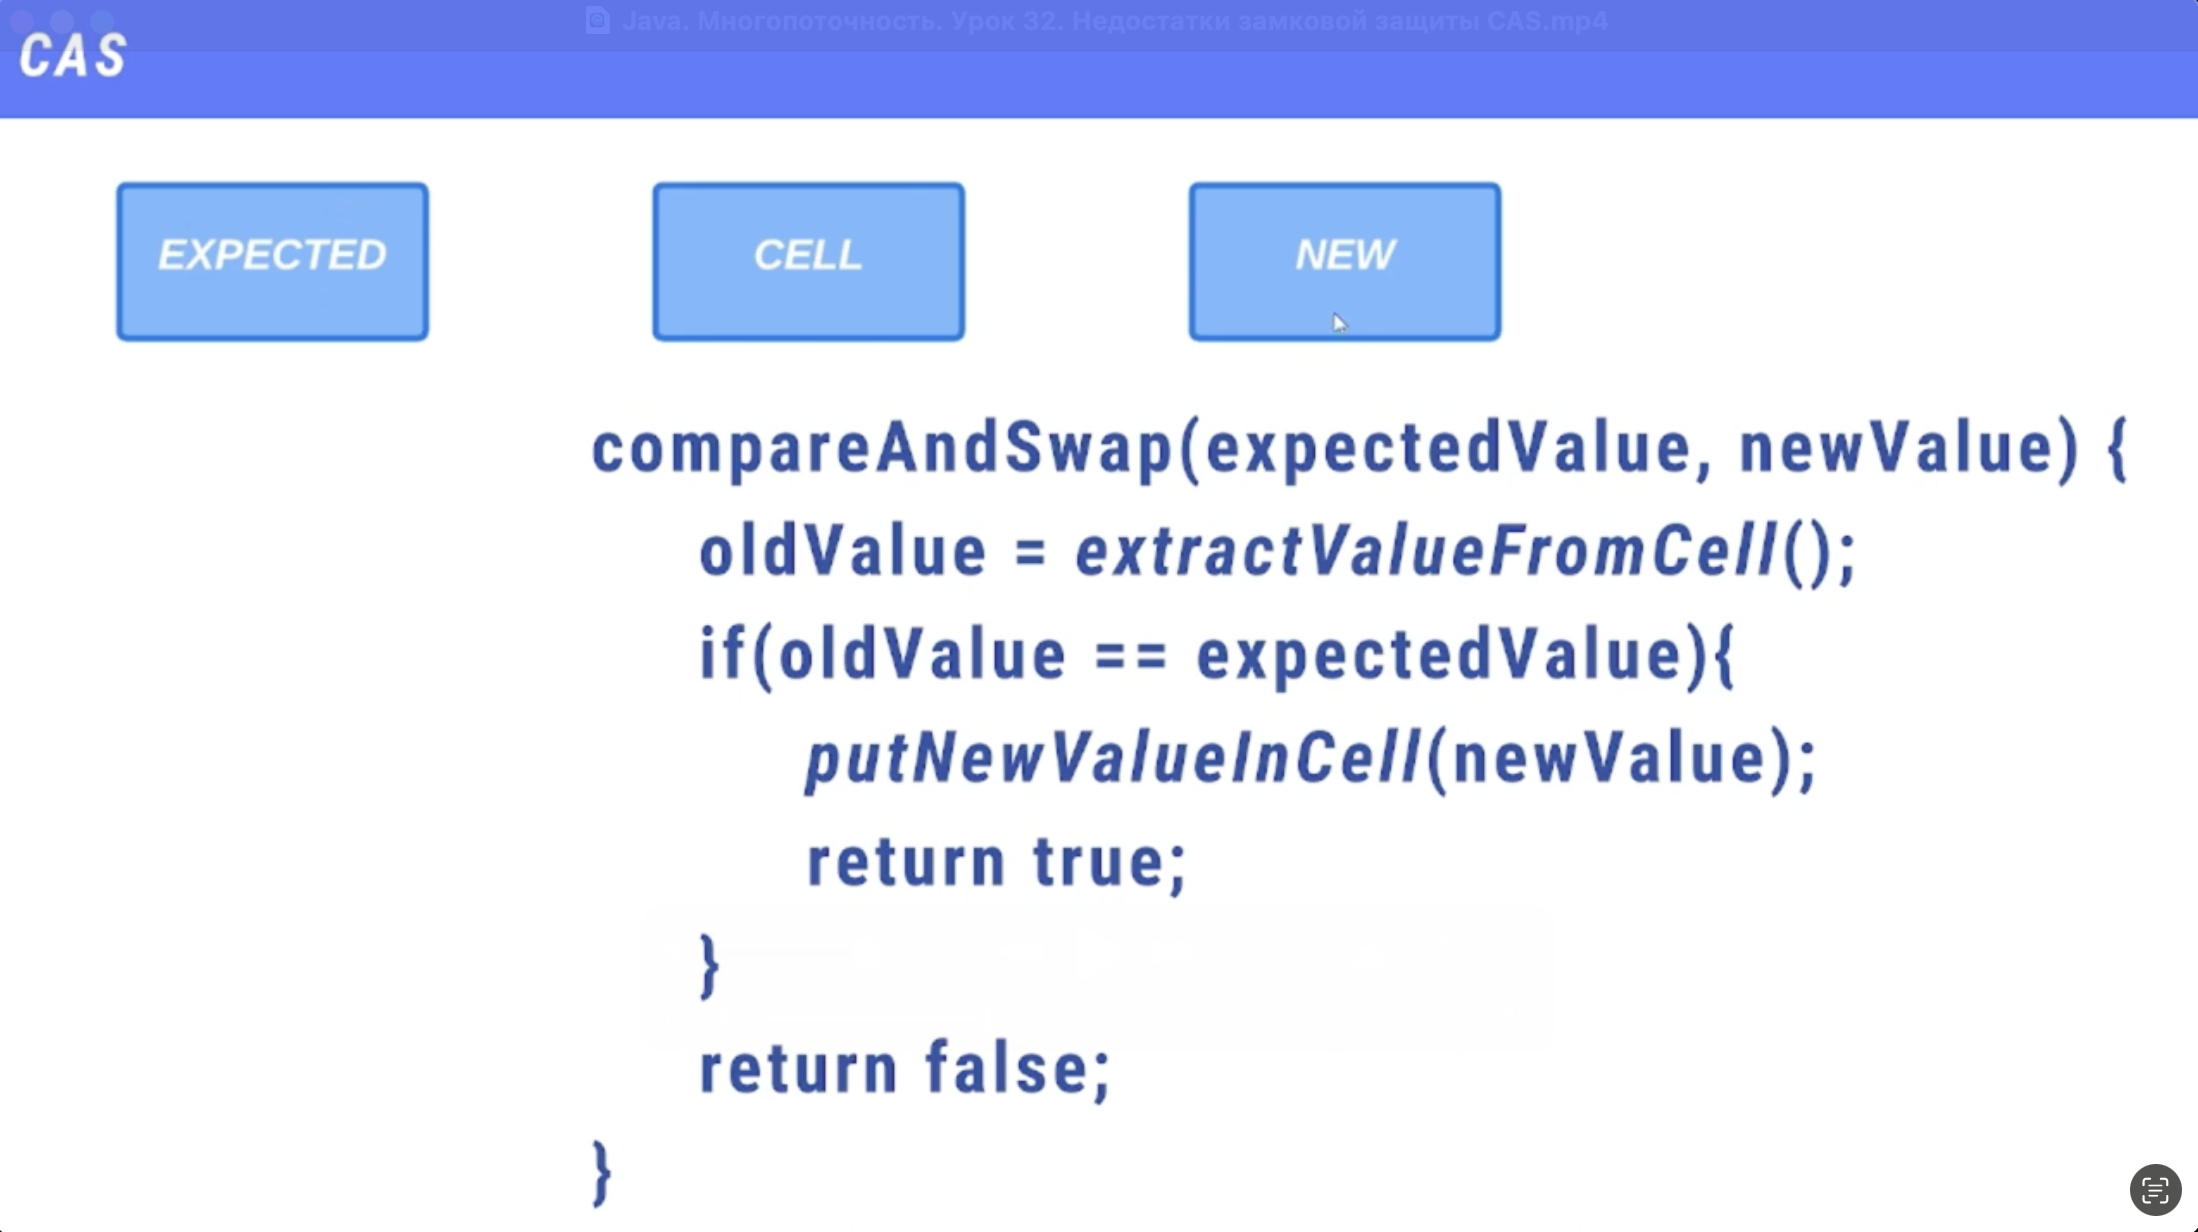 Java. Многопоточность. Урок 32. Недостатки замковой защиты CAS.mp4
CAS
EXPECTED
CELL
NEW
compareAndSwap(expectedValue, newValue) {
oldValue = extractValueFromCell();
if(oldValue == expectedValue){
putNewValueInCell(newValue);
return true;
}
return false;
}